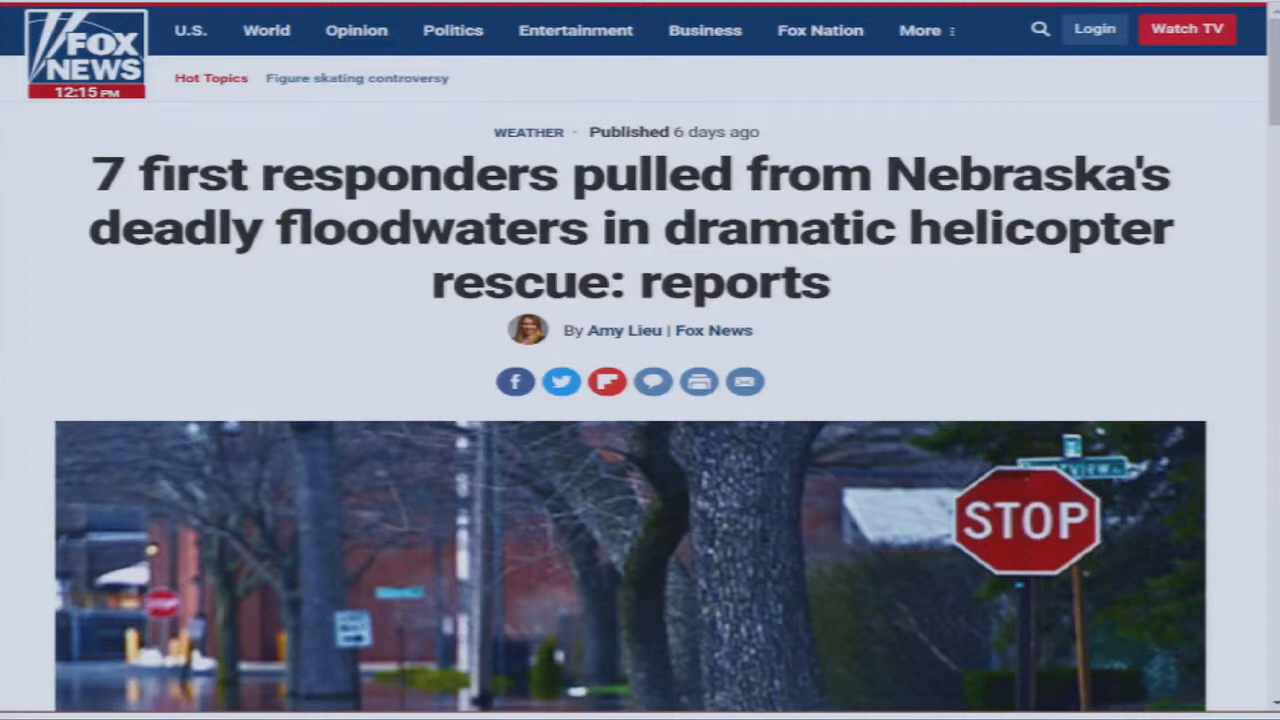 U.S. World Opinion Politics Entertainment Business Fox Nation More Login Watch TV
FOX
NEWS
12:15 PM
Hot Topics Figure skating controversy
WEATHER - Published 6 days ago
7 first responders pulled from Nebraska's
deadly floodwaters in dramatic helicopter
rescue: reports
By Amy Lieu | Fox News
STOP